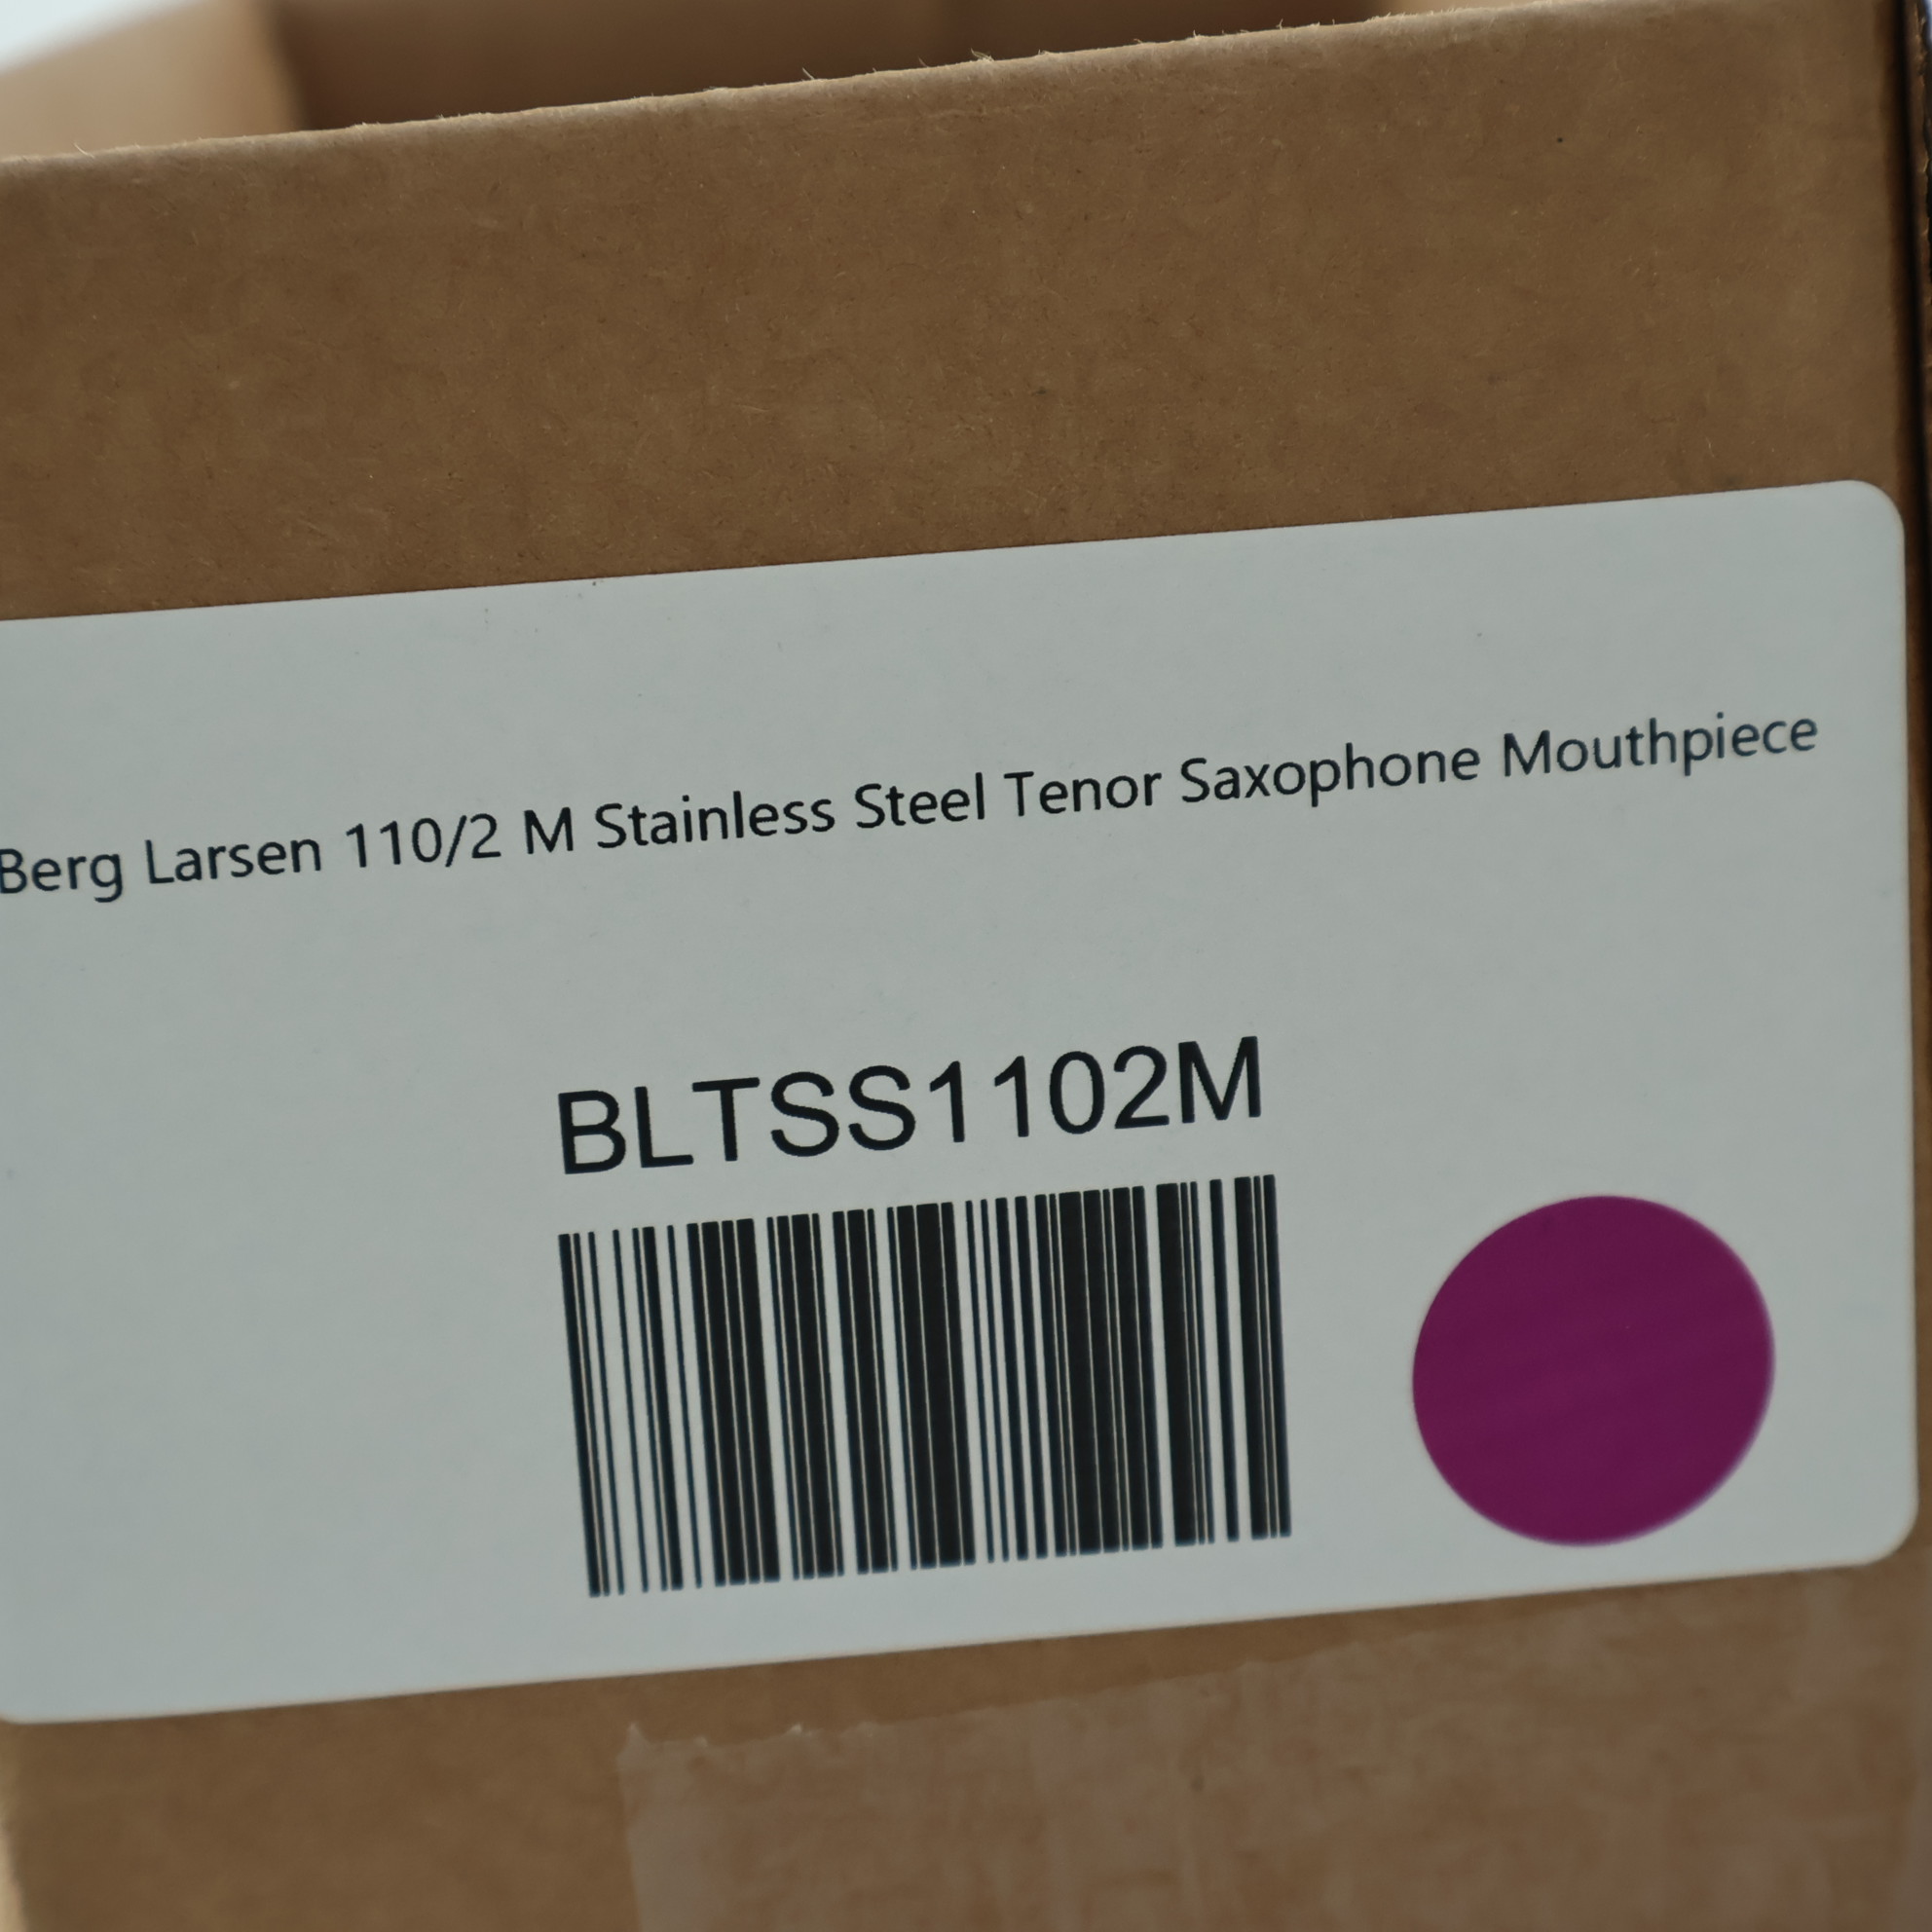 Berg Larsen 110/2 M Stainless Steel Tenor Saxophone Mouthpiece
BLTSS1102M